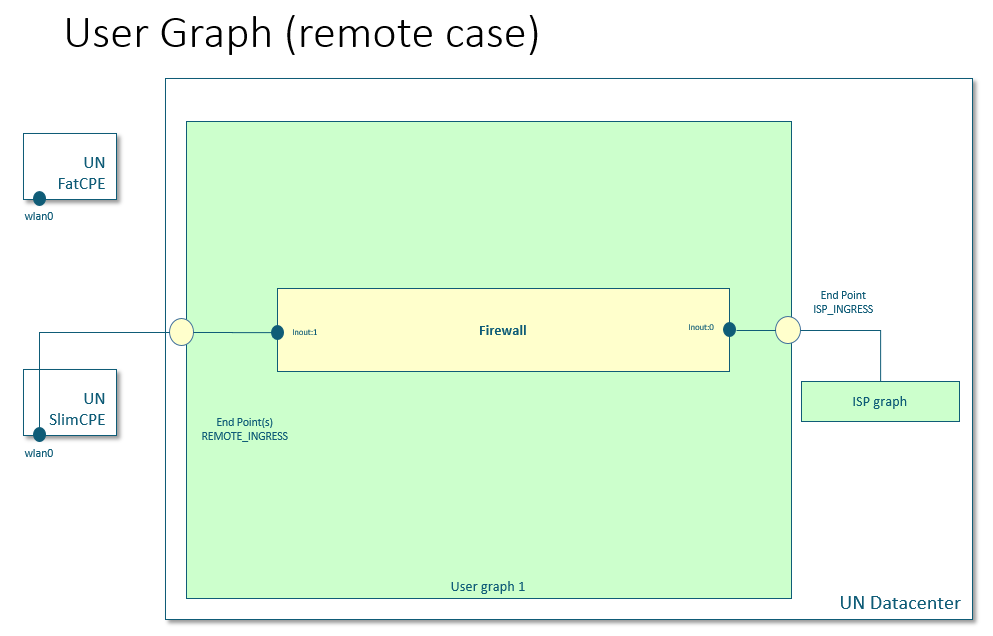 User Graph (remote case)
UN
FatCPE
wlan0
End Point
ISP_INGRESS
Inout:1
Firewall
Inout:0
UN
SlimCPE
wlan0
ISP graph
End Point(s)
REMOTE_INGRESS
User graph 1
UN Datacenter